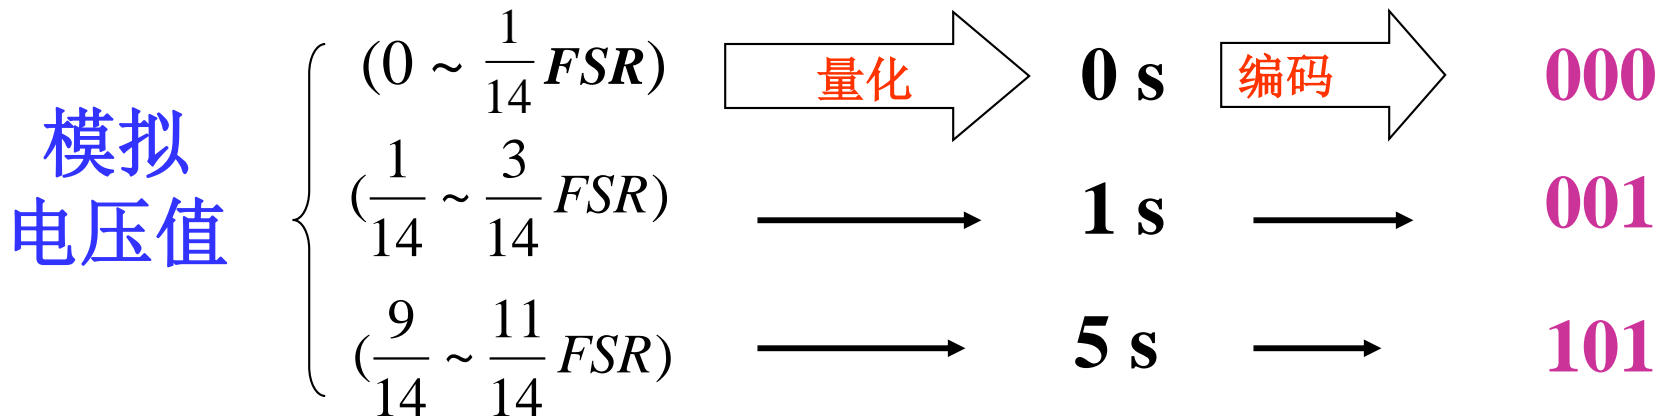 模拟
电压值
(0 ~ 1/14 FSR) 量化 0 s 编码 000
(1/14 ~ 3/14 FSR) 1 s 001
(9/14 ~ 11/14 FSR) 5 s 101